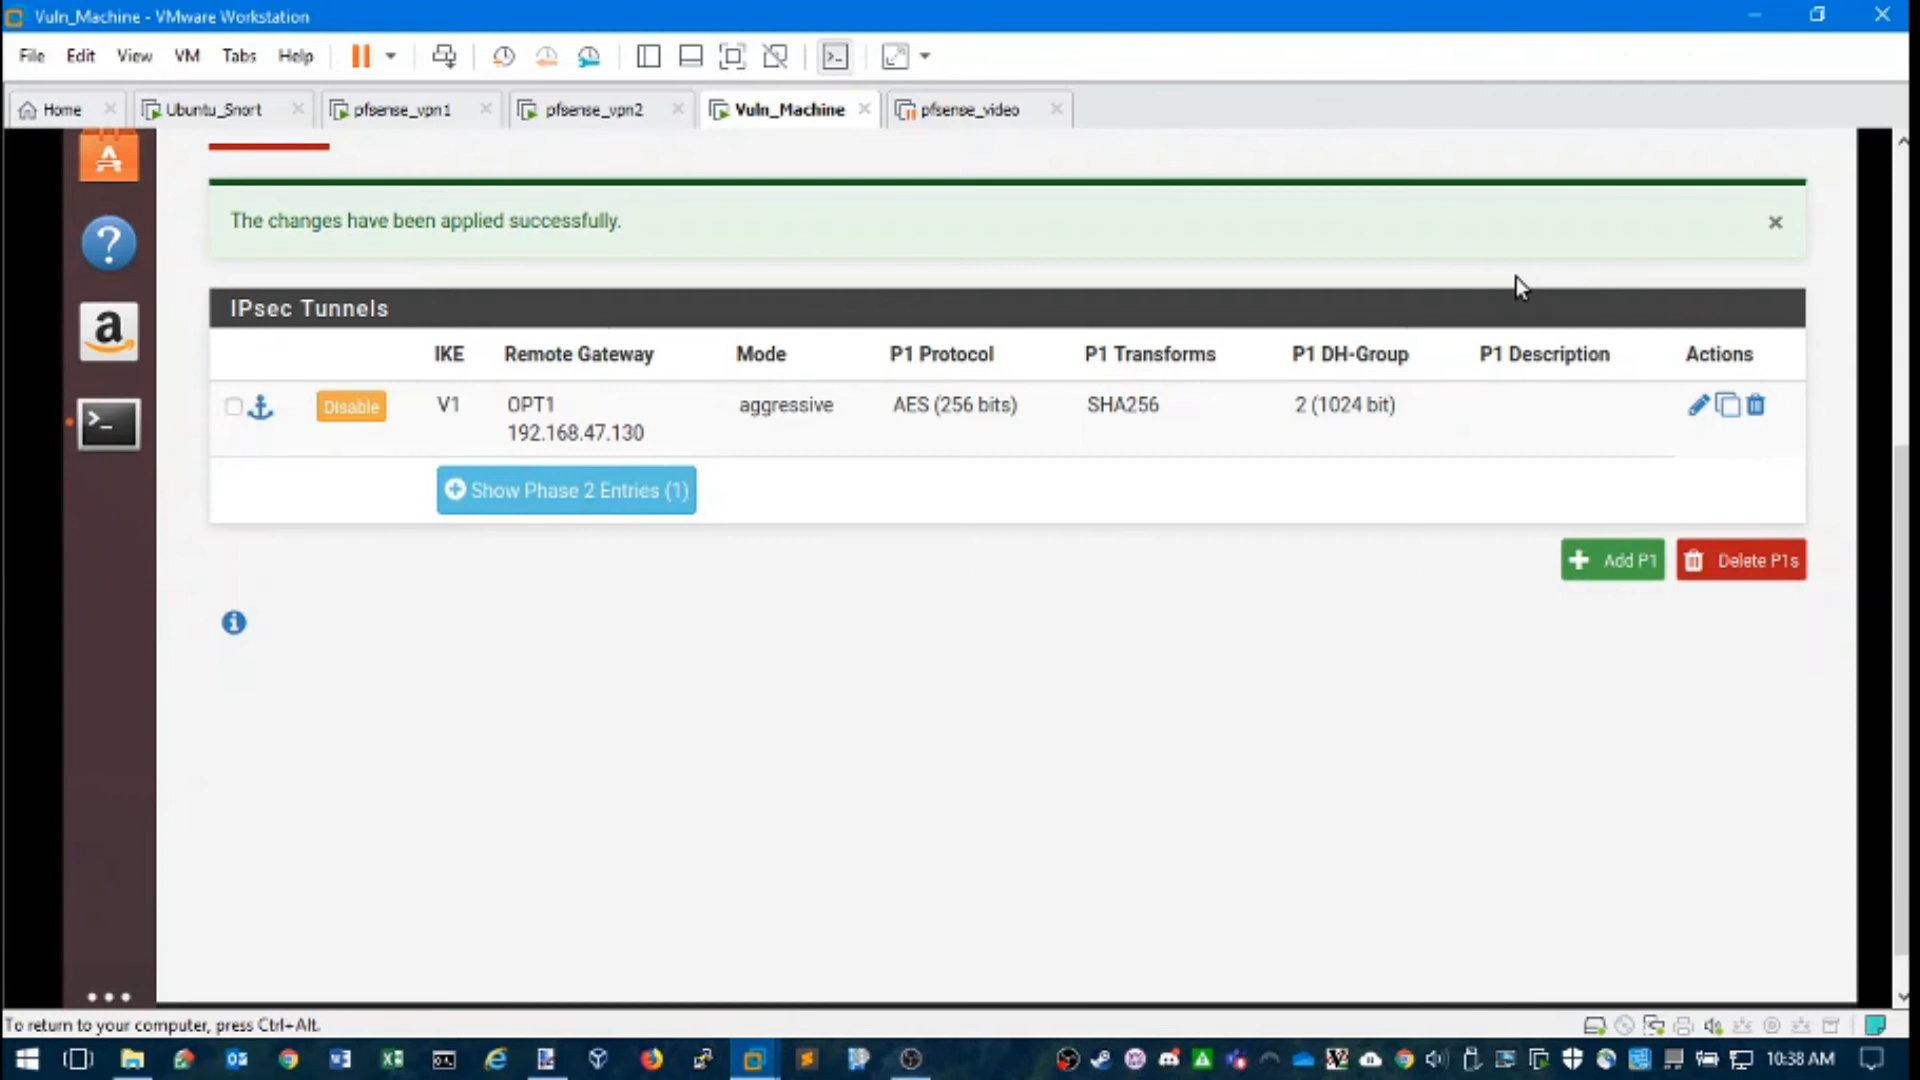 Vuln_Machine - VMware Workstation
File Edit View VM Tabs Help
Home Ubuntu_Snort pfsense_vpn1 pfsense_vpn2 Vuln_Machine pfsense_video
The changes have been applied successfully.
IPsec Tunnels
IKE Remote Gateway Mode P1 Protocol P1 Transforms P1 DH-Group P1 Description Actions
Disable V1 OPT1 aggressive AES (256 bits) SHA256 2 (1024 bit)
192.168.47.130
Show Phase 2 Entries (1)
Add P1 Delete P1s
To return to your computer, press Ctrl+Alt.
10:38 AM